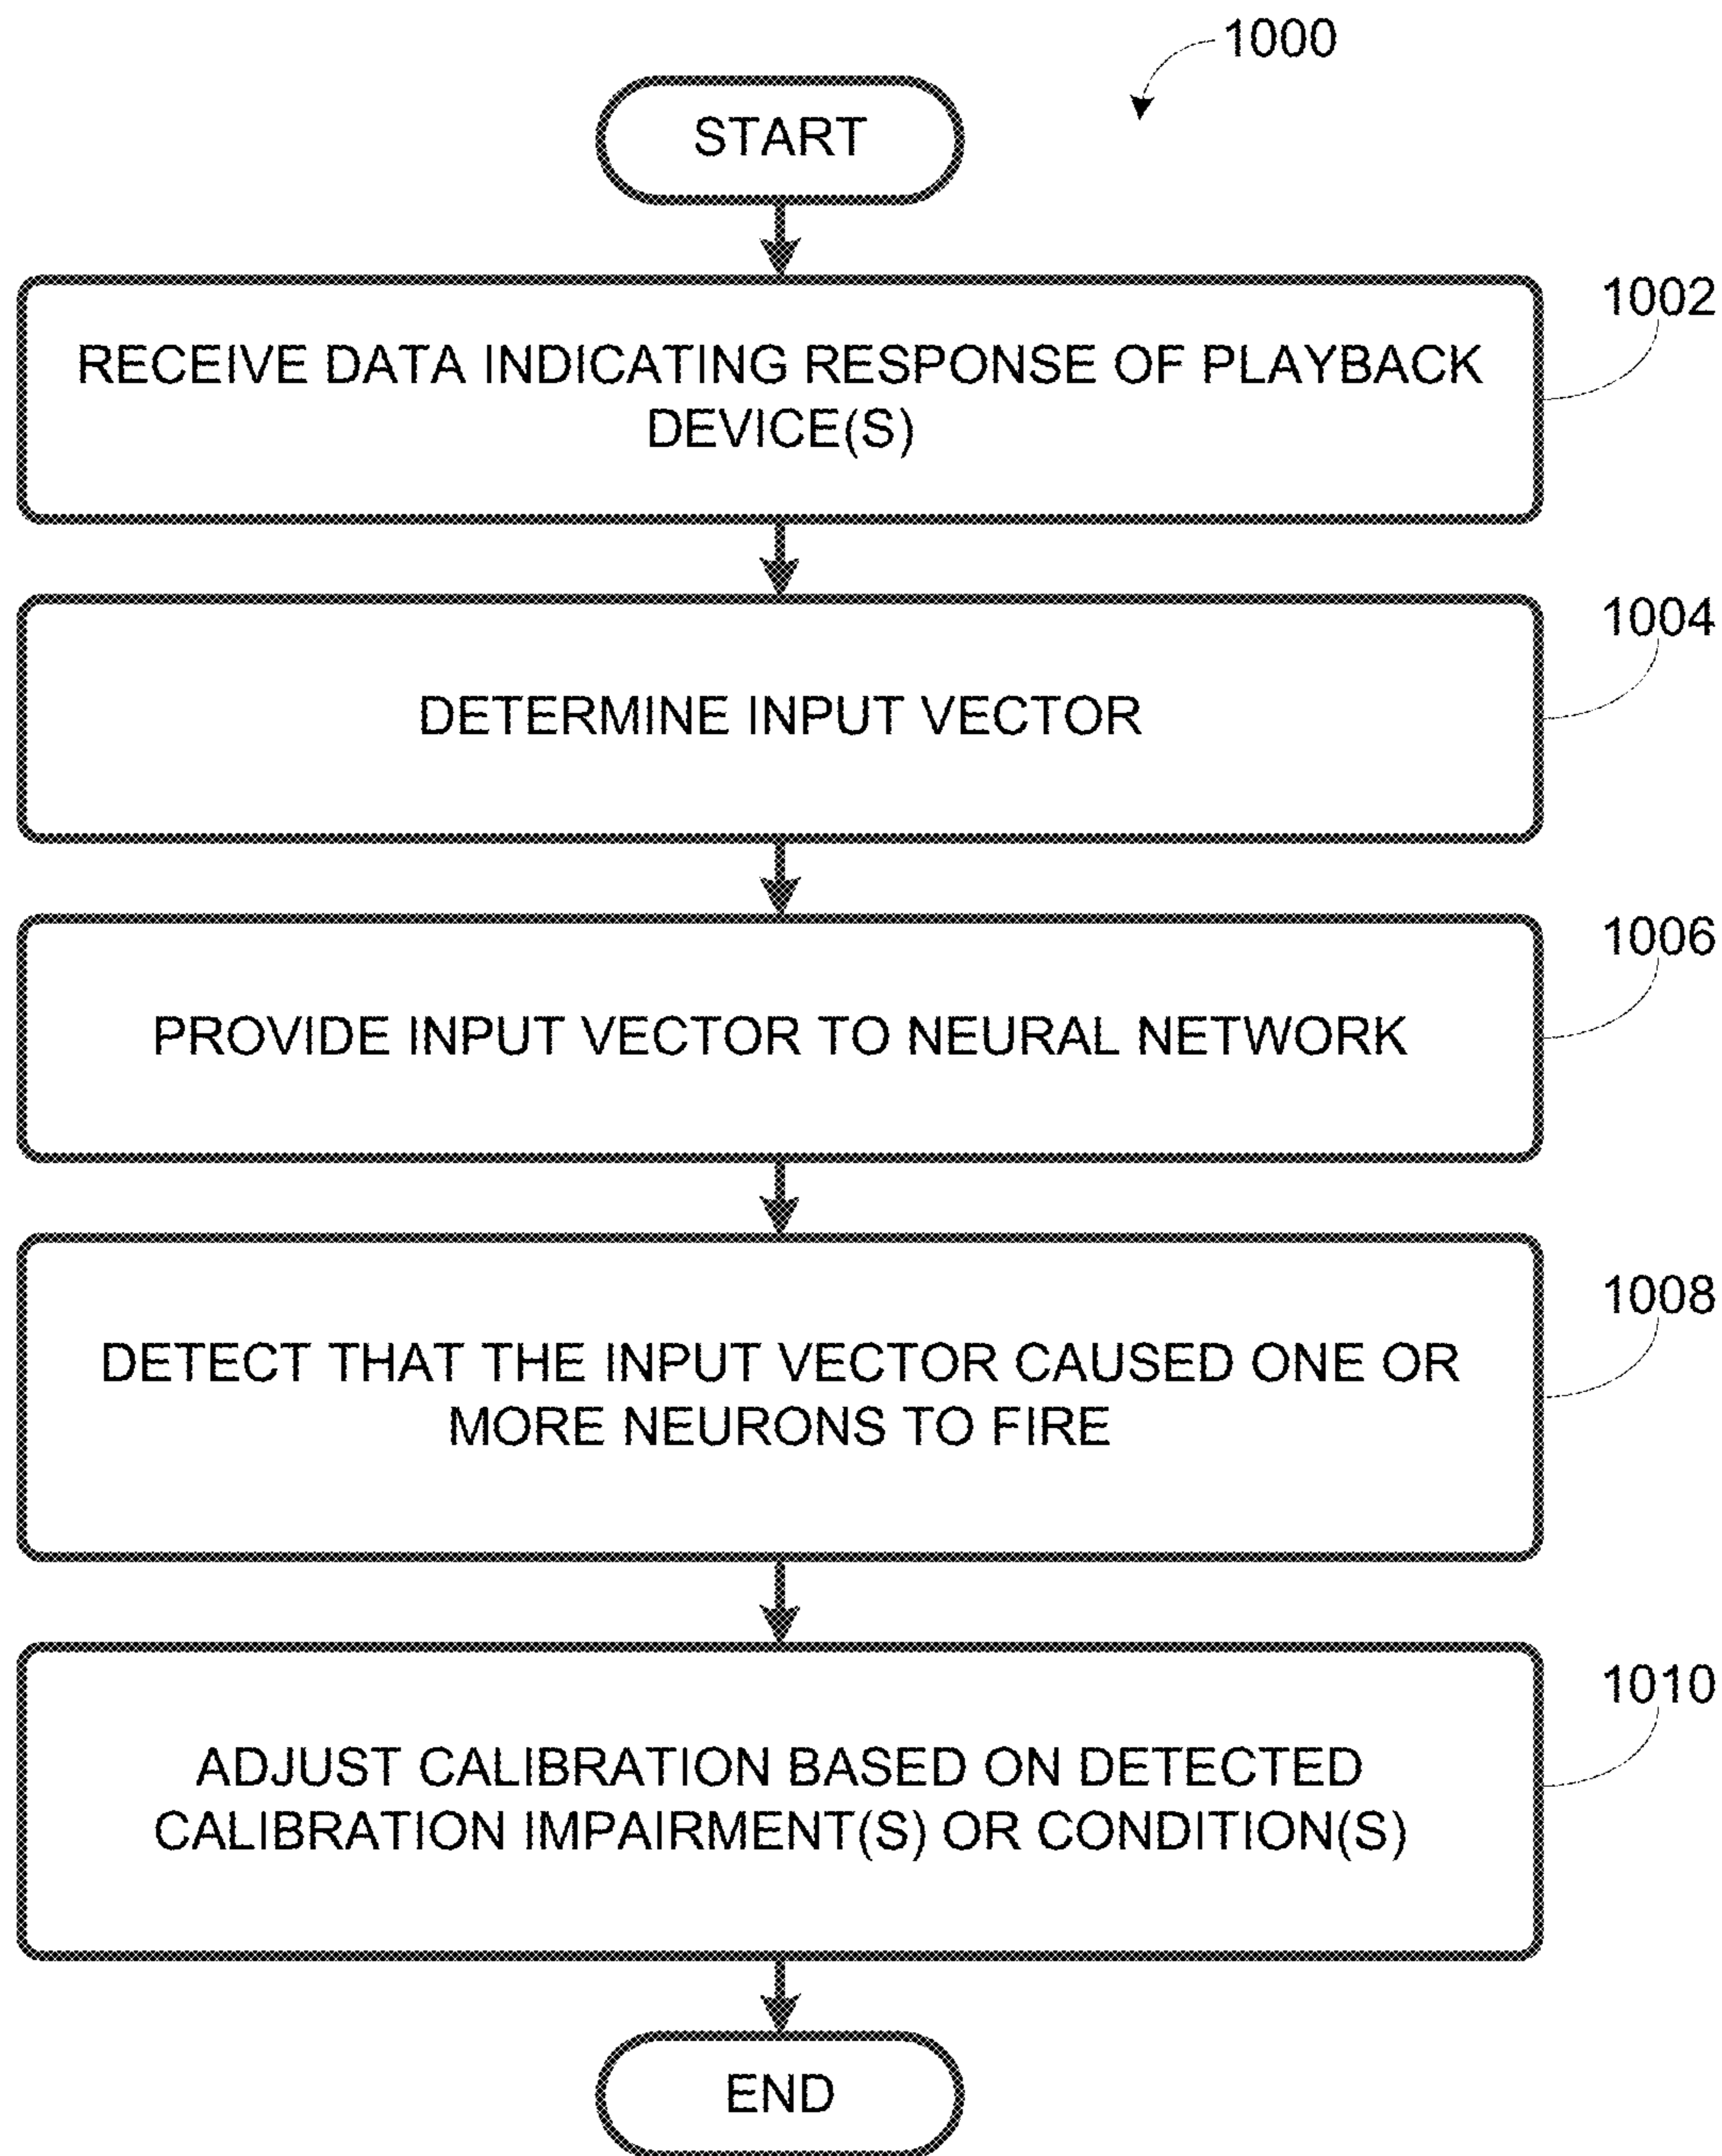 1000
START
1002
RECEIVE DATA INDICATING RESPONSE OF PLAYBACK
DEVICE(S)
1004
DETERMINE INPUT VECTOR
1006
PROVIDE INPUT VECTOR TO NEURAL NETWORK
1008
DETECT THAT THE INPUT VECTOR CAUSED ONE OR
MORE NEURONS TO FIRE
1010
ADJUST CALIBRATION BASED ON DETECTED
CALIBRATION IMPAIRMENT(S) OR CONDITION(S)
END